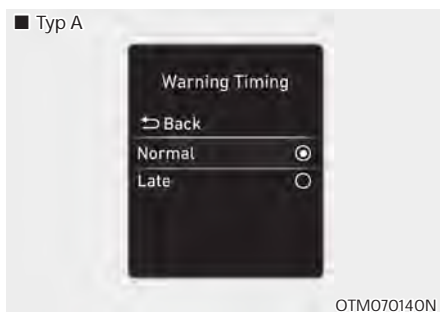 ■ Typ A
Warning Timing
Back
Normal
Late
OTM070140N